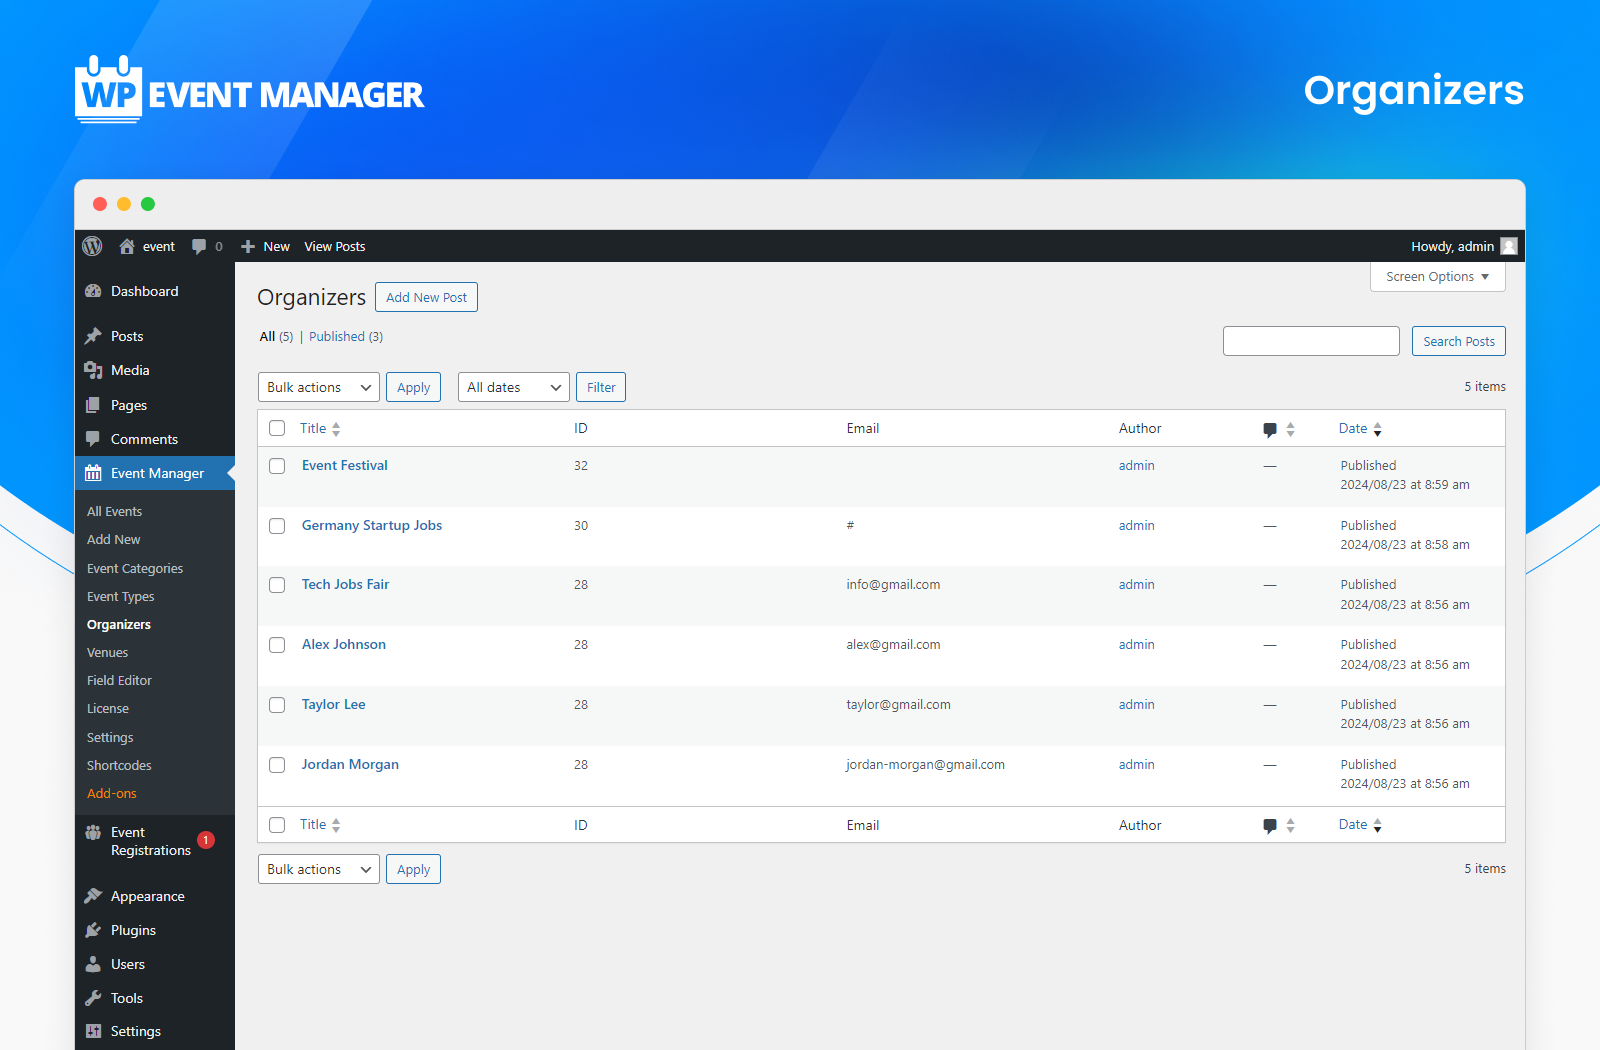 WP EVENT MANAGER
Organizers
event 0 New View Posts Howdy, admin
Screen Options
Dashboard
Posts
Media
Pages
Comments
Event Manager
All Events
Add New
Event Categories
Event Types
Organizers
Venues
Field Editor
License
Settings
Shortcodes
Add-ons
Event
Registrations 1
Appearance
Plugins
Users
Tools
Settings
Organizers Add New Post
All (5) | Published (3)
Search Posts
Bulk actions Apply All dates Filter 5 items
Title ID Email Author Date
Event Festival 32 admin — Published
2024/08/23 at 8:59 am
Germany Startup Jobs 30 # admin — Published
2024/08/23 at 8:58 am
Tech Jobs Fair 28 info@gmail.com admin — Published
2024/08/23 at 8:56 am
Alex Johnson 28 alex@gmail.com admin — Published
2024/08/23 at 8:56 am
Taylor Lee 28 taylor@gmail.com admin — Published
2024/08/23 at 8:56 am
Jordan Morgan 28 jordan-morgan@gmail.com admin — Published
2024/08/23 at 8:56 am
Title ID Email Author Date
Bulk actions Apply 5 items